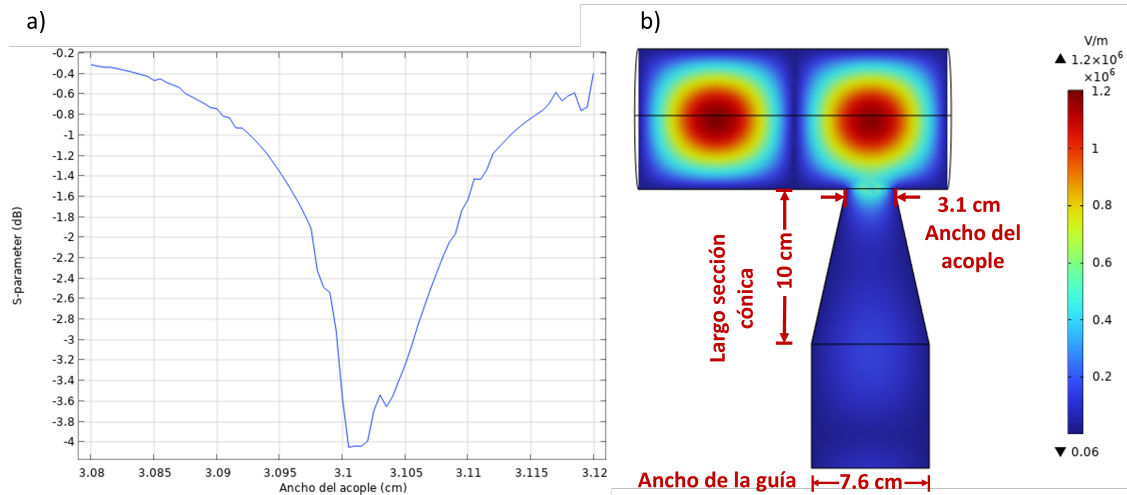 a)
-0.2
-0.4
-0.6
-0.8
-1
-1.2
-1.4
-1.6
-1.8
-2
-2.2
-2.4
-2.6
-2.8
-3
-3.2
-3.4
-3.6
-3.8
-4
S-parameter (dB)
3.08 3.085 3.09 3.095 3.1 3.105 3.11 3.115 3.12
Ancho del acople (cm)
b)
V/m
▲ 1.2×10⁶
×10⁶
1.2
1
0.8
0.6
0.4
0.2
▼ 0.06
3.1 cm
Ancho del
acople
10 cm
Largo sección
cónica
Ancho de la guía
7.6 cm